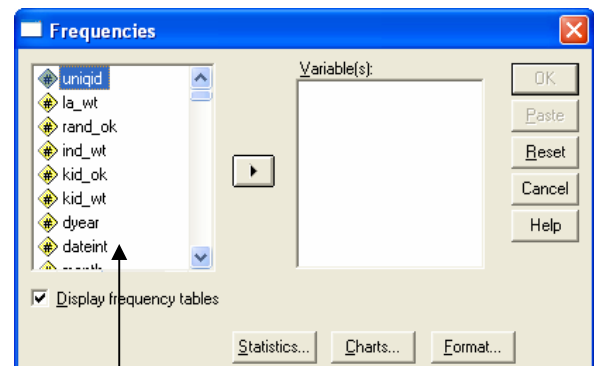 Frequencies
uniqid
la_wt
rand_ok
ind_wt
kid_ok
kid_wt
dyear
dateint
Variable(s):
OK
Paste
Reset
Cancel
Help
Display frequency tables
Statistics...
Charts...
Format...